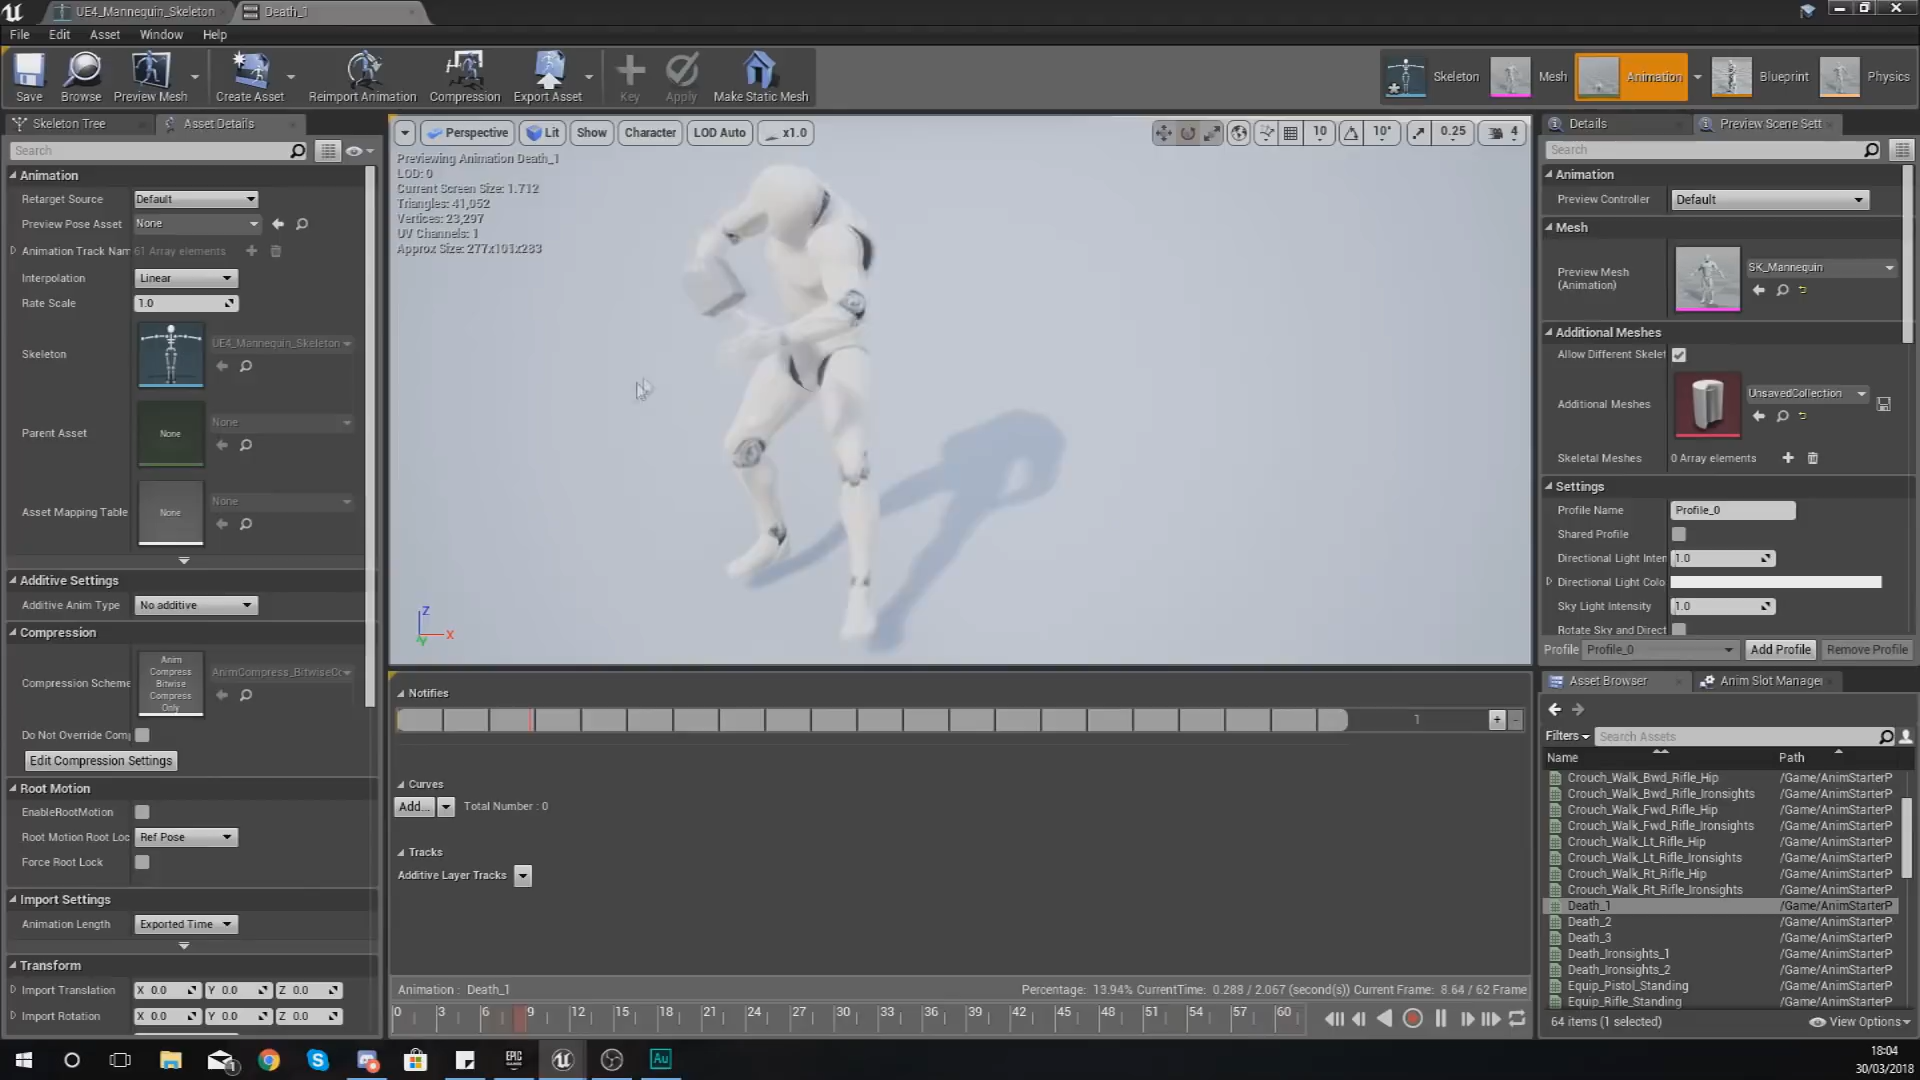 UE4_Mannequin_Skeleton
Death_1
File Edit Asset Window Help
Save Browse Preview Mesh Create Asset Reimport Animation Compression Export Asset Key Apply Make Static Mesh
Skeleton Mesh Animation Blueprint Physics
Skeleton Tree Asset Details
Search
Animation
Retarget Source Default
Preview Pose Asset None
Animation Track Nam 61 Array elements
Interpolation Linear
Rate Scale 1.0
Skeleton UE4_Mannequin_Skeleton
Parent Asset None None
Asset Mapping Table None None
Additive Settings
Additive Anim Type No additive
Compression
Compression Scheme Anim Compress Bitwise Compress Only AnimCompress_BitwiseCc
Do Not Override Comp
Edit Compression Settings
Root Motion
EnableRootMotion
Root Motion Root Loc Ref Pose
Force Root Lock
Import Settings
Animation Length Exported Time
Transform
Import Translation X 0.0 Y 0.0 Z 0.0
Import Rotation X 0.0 Y 0.0 Z 0.0
Perspective Lit Show Character LOD Auto x1.0
10 10° 0.25 4
Previewing Animation Death_1
LOD: 0
Current Screen Size: 1.712
Triangles: 41,052
Vertices: 23,297
UV Channels: 1
Approx Size: 277x101x283
Z
X
Y
Notifies
1
Curves
Add... Total Number : 0
Tracks
Additive Layer Tracks
Animation : Death_1 Percentage: 13.94% CurrentTime: 0.288 / 2.067 (second(s)) Current Frame: 8.64 / 62 Frame
0 3 6 9 12 15 18 21 24 27 30 33 36 39 42 45 48 51 54 57 60
Details Preview Scene Sett
Search
Animation
Preview Controller Default
Mesh
Preview Mesh (Animation) SK_Mannequin
Additional Meshes
Allow Different Skelet
Additional Meshes UnsavedCollection
Skeletal Meshes 0 Array elements
Settings
Profile Name Profile_0
Shared Profile
Directional Light Inten 1.0
Directional Light Colo
Sky Light Intensity 1.0
Rotate Sky and Direct
Profile Profile_0 Add Profile Remove Profile
Asset Browser Anim Slot Manager
Filters Search Assets
Name Path
Crouch_Walk_Bwd_Rifle_Hip /Game/AnimStarterP
Crouch_Walk_Bwd_Rifle_Ironsights /Game/AnimStarterP
Crouch_Walk_Fwd_Rifle_Hip /Game/AnimStarterP
Crouch_Walk_Fwd_Rifle_Ironsights /Game/AnimStarterP
Crouch_Walk_Lt_Rifle_Hip /Game/AnimStarterP
Crouch_Walk_Lt_Rifle_Ironsights /Game/AnimStarterP
Crouch_Walk_Rt_Rifle_Hip /Game/AnimStarterP
Crouch_Walk_Rt_Rifle_Ironsights /Game/AnimStarterP
Death_1 /Game/AnimStarterP
Death_2 /Game/AnimStarterP
Death_3 /Game/AnimStarterP
Death_Ironsights_1 /Game/AnimStarterP
Death_Ironsights_2 /Game/AnimStarterP
Equip_Pistol_Standing /Game/AnimStarterP
Equip_Rifle_Standing /Game/AnimStarterP
64 items (1 selected) View Options
1 EPIC GAMES Au
18:04
30/03/2018